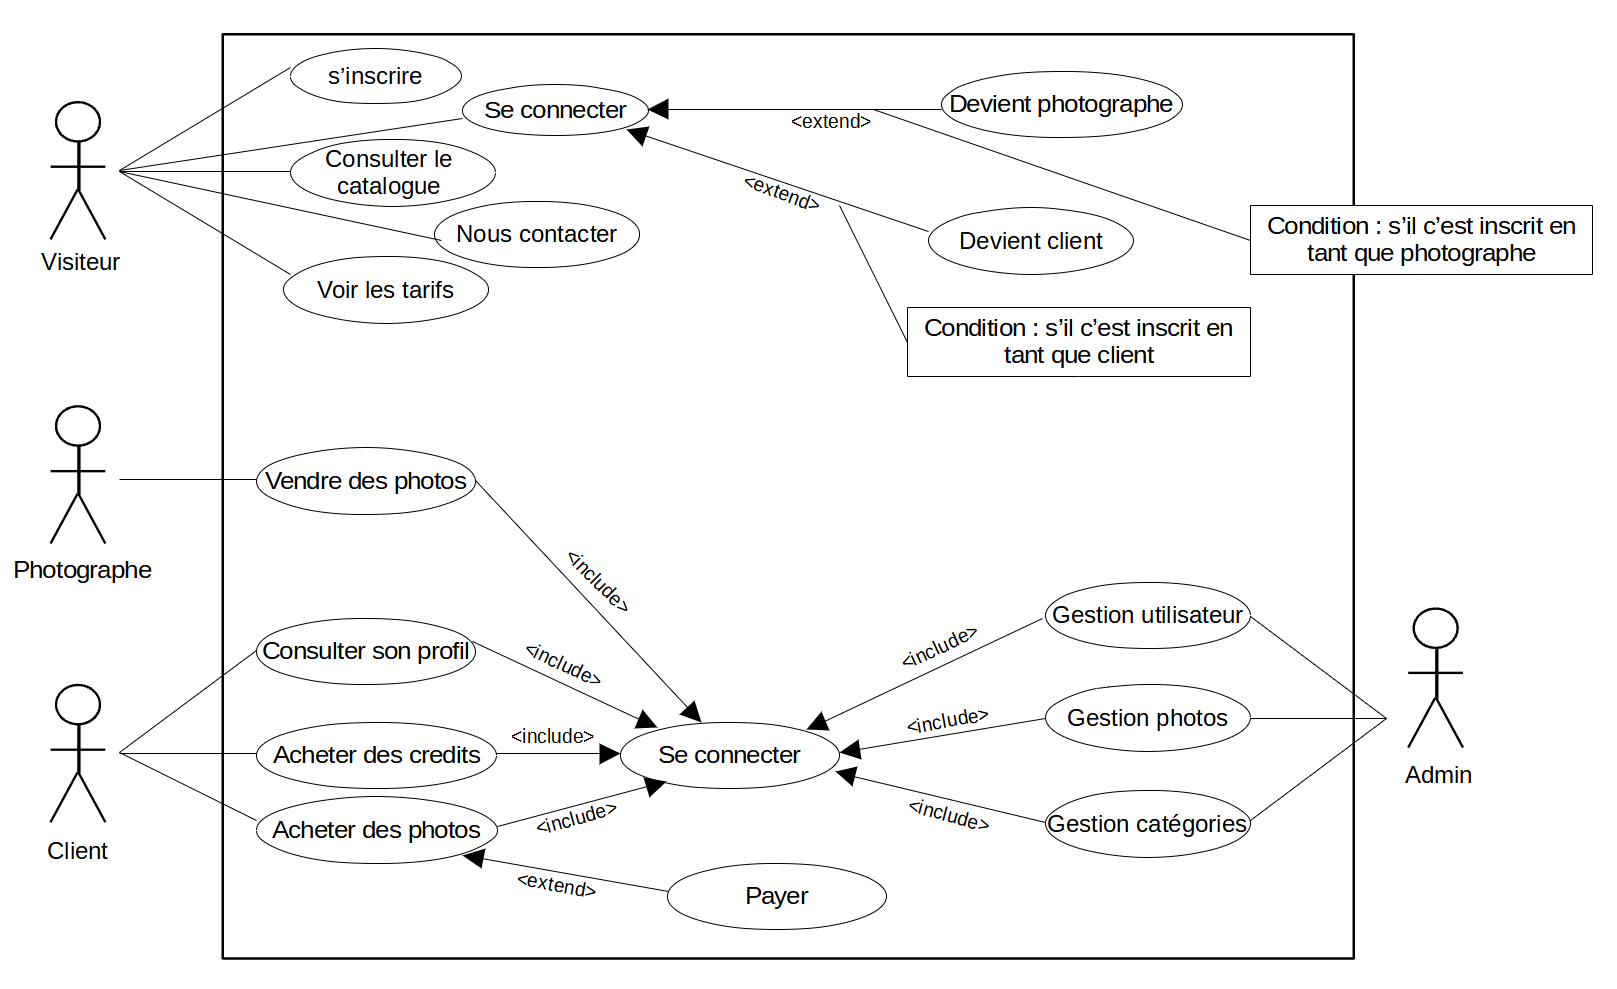 s’inscrire
Se connecter
Devient photographe
<extend>
Consulter le
catalogue
<extend>
Nous contacter
Devient client
Condition : s’il c’est inscrit en
tant que photographe
Visiteur
Voir les tarifs
Condition : s’il c’est inscrit en
tant que client
Vendre des photos
Photographe
<include>
Gestion utilisateur
Consulter son profil
<include>
<include>
Gestion photos
<include>
<include>
Acheter des credits
Se connecter
Admin
Acheter des photos
<include>
<include>
Gestion catégories
Client
<extend>
Payer